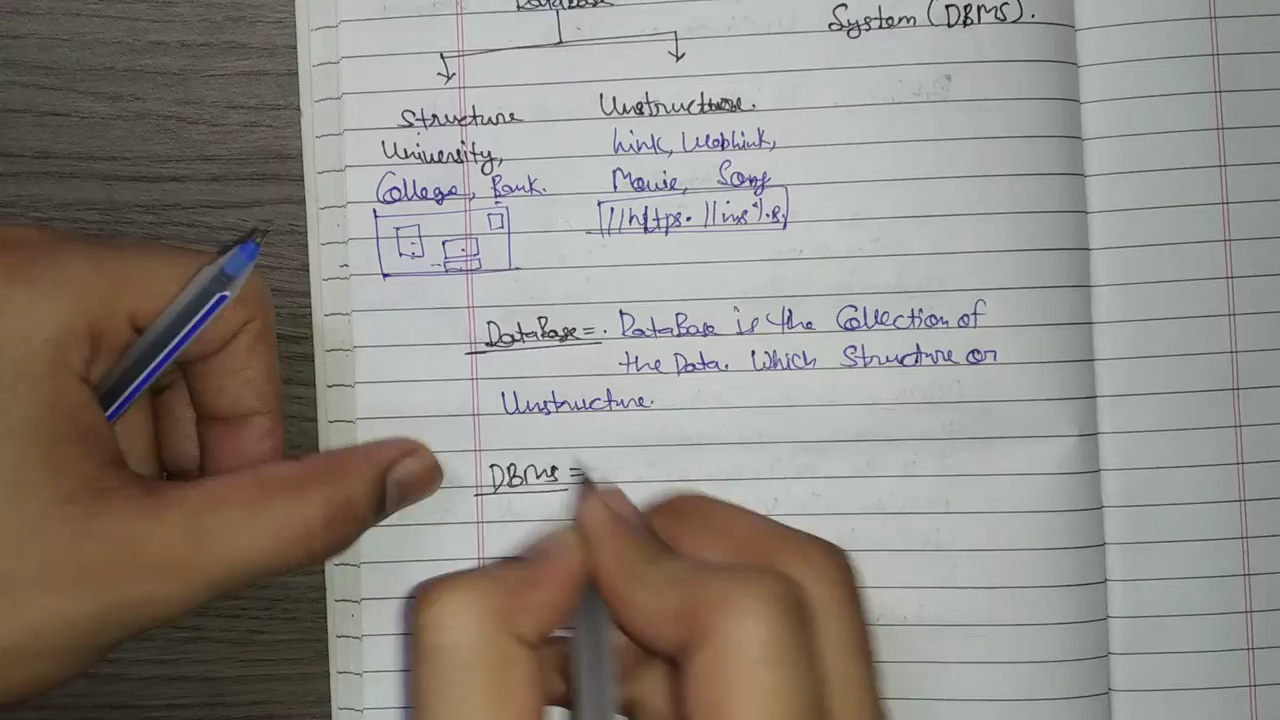 Database
System (DBMS).
Structure
Unstructure.
University,
Link, Weblink,
College, Bank.
Movie, Song
DataBase =. DataBase is the Collection of
the Data. Which Structure or
Unstructure.
DBMS =